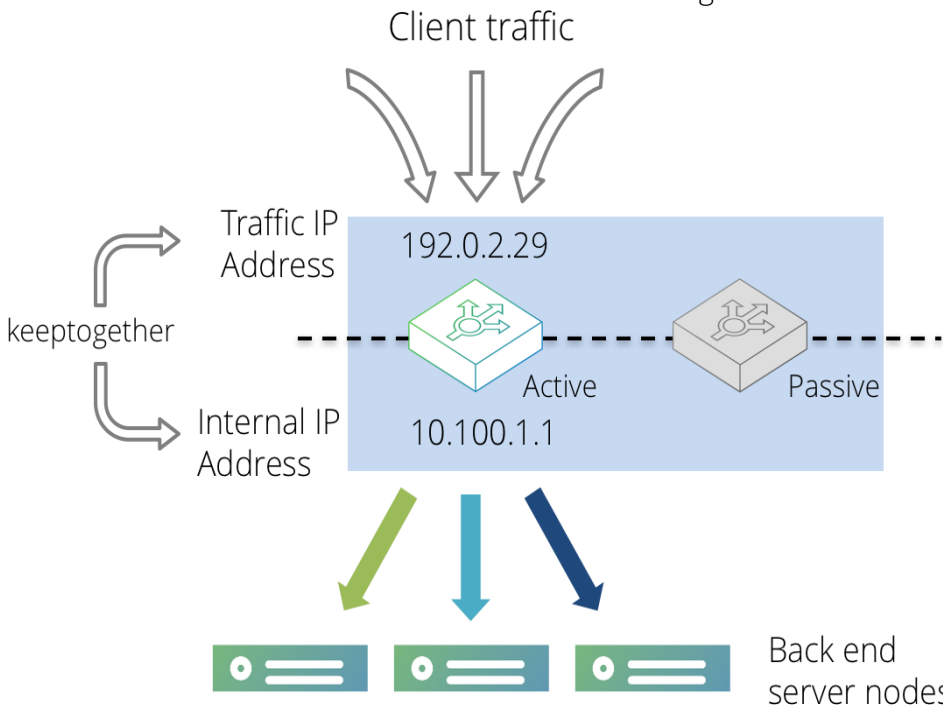 Client traffic
Traffic IP
Address
192.0.2.29
keeptogether
Active
Passive
Internal IP
Address
10.100.1.1
Back end
server nodes